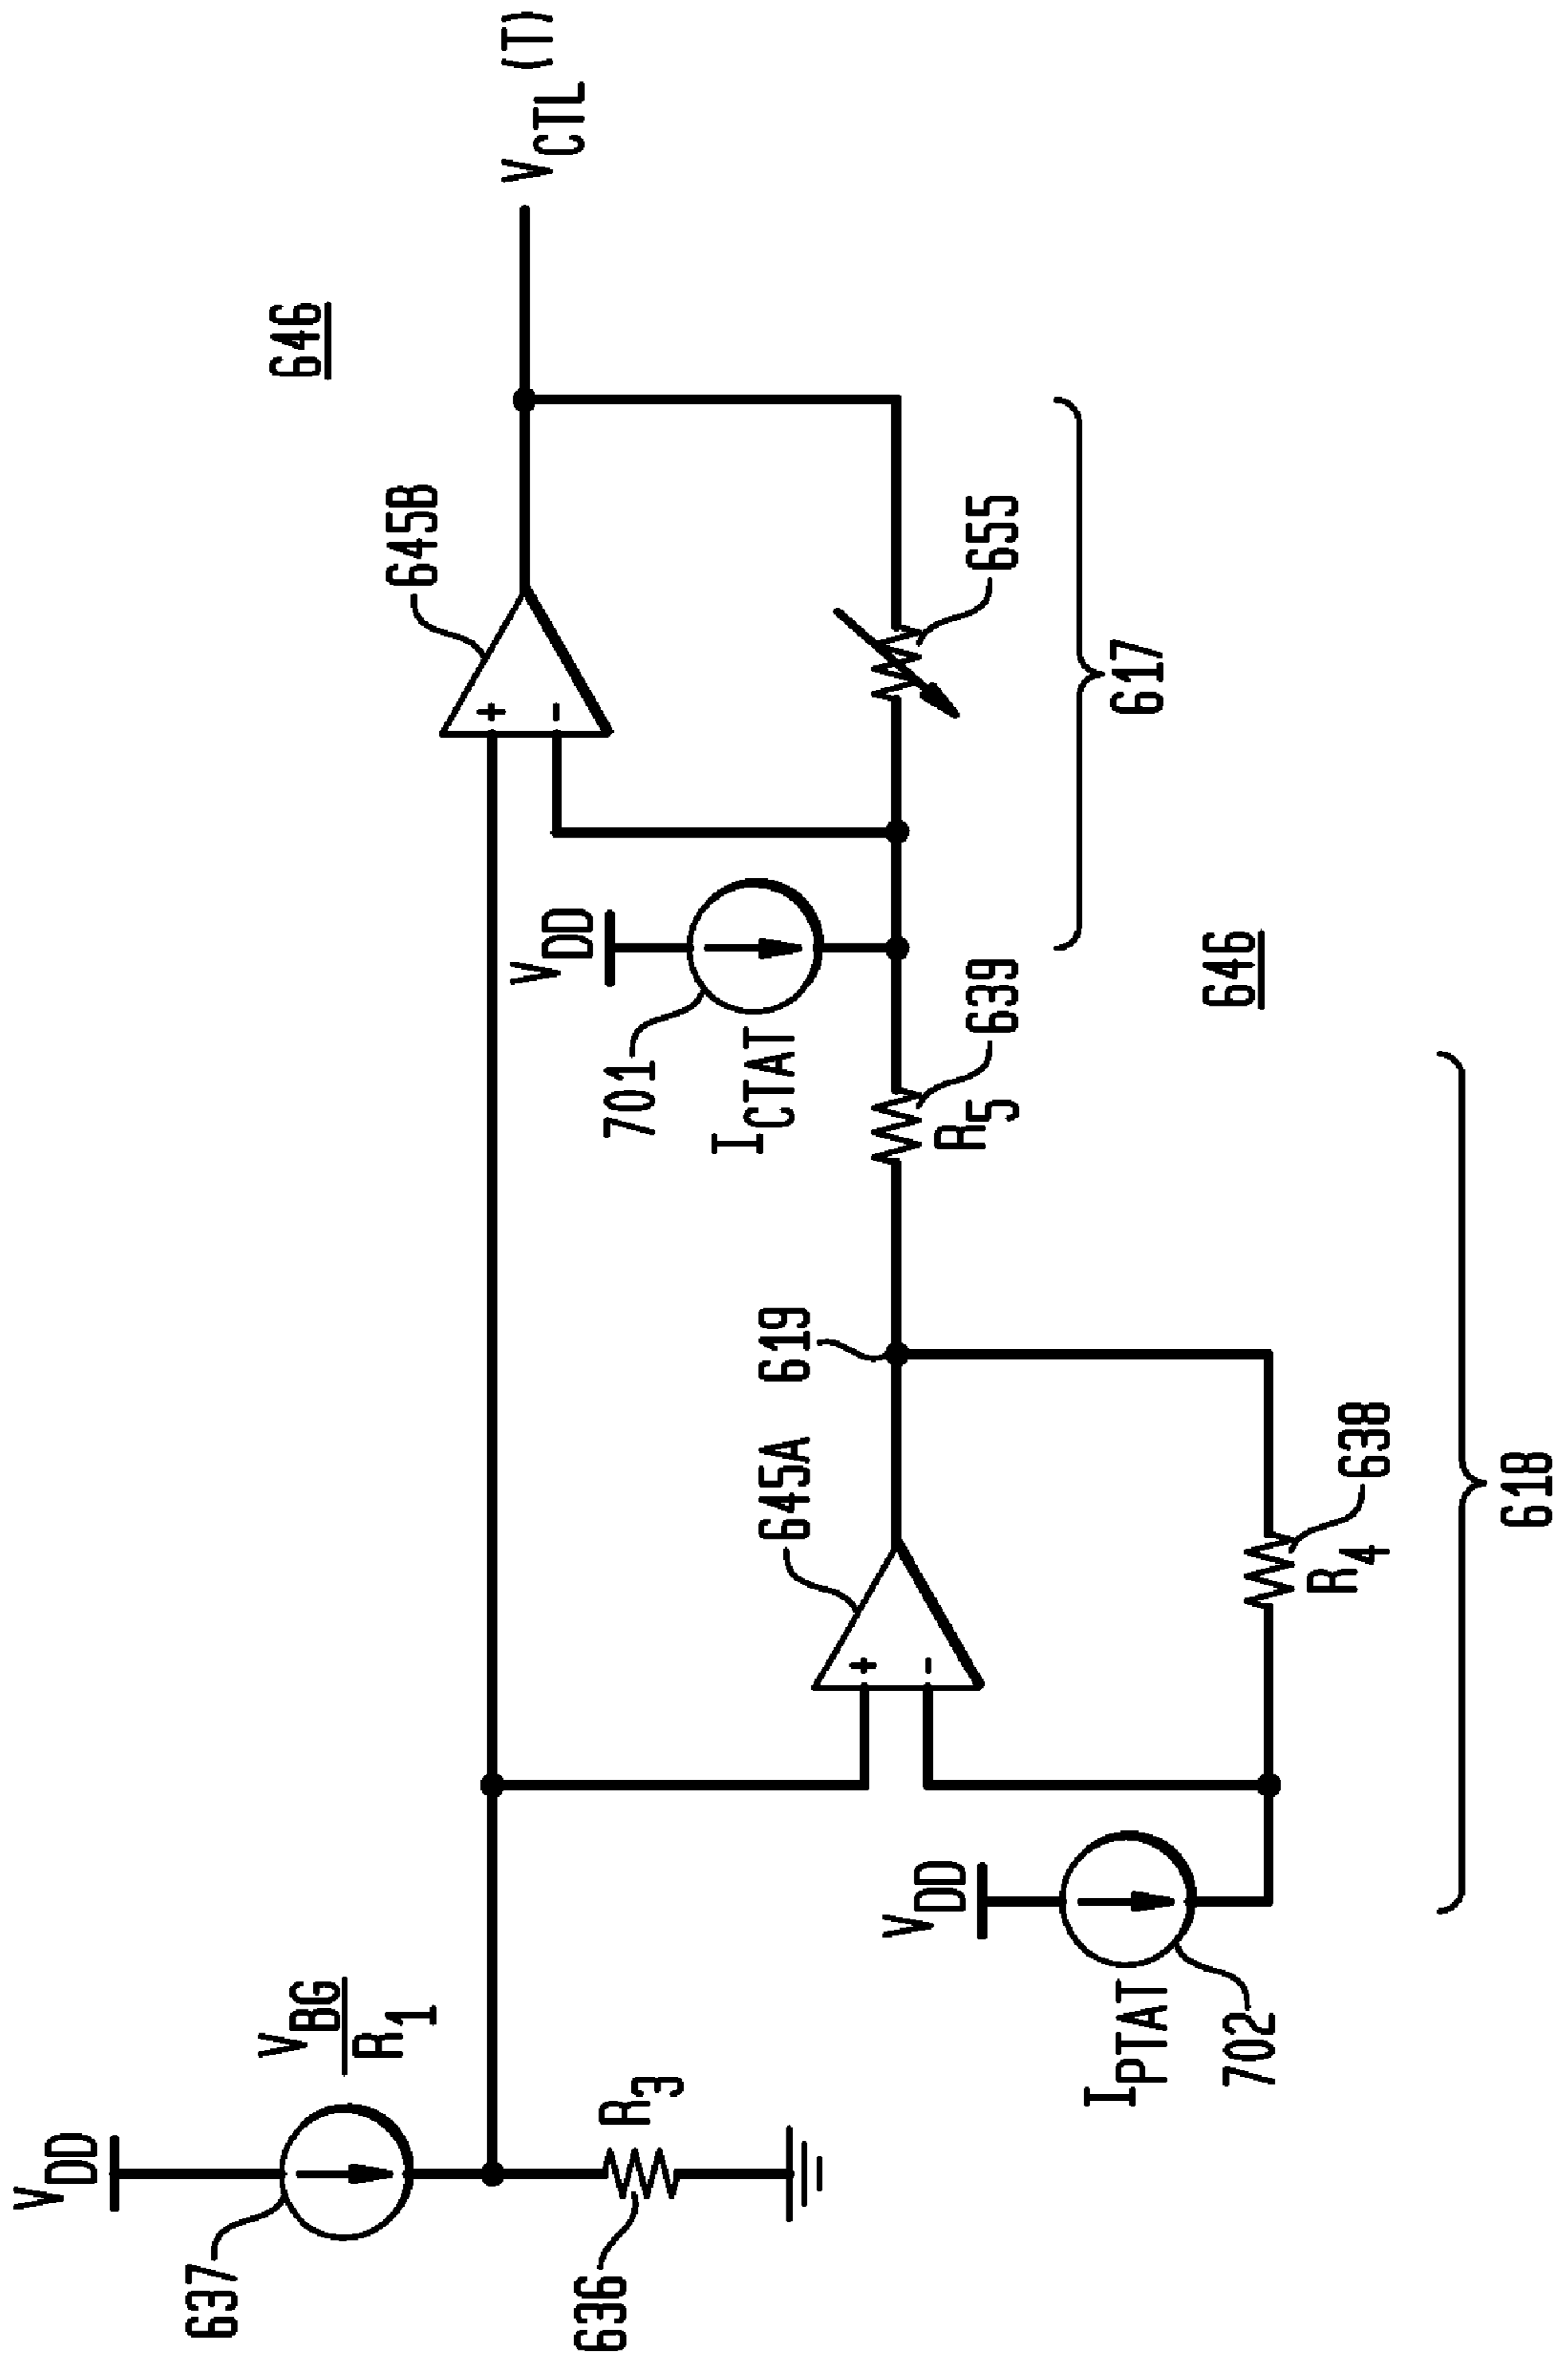 646
V_CTL (T)
645B
V_DD
701
I_CTAT
655
617
639
R_5
646
V_DD
637
V_BG
R_1
R_3
636
645A
619
V_DD
I_PTAT
702
638
R_4
618
+
-
+
-